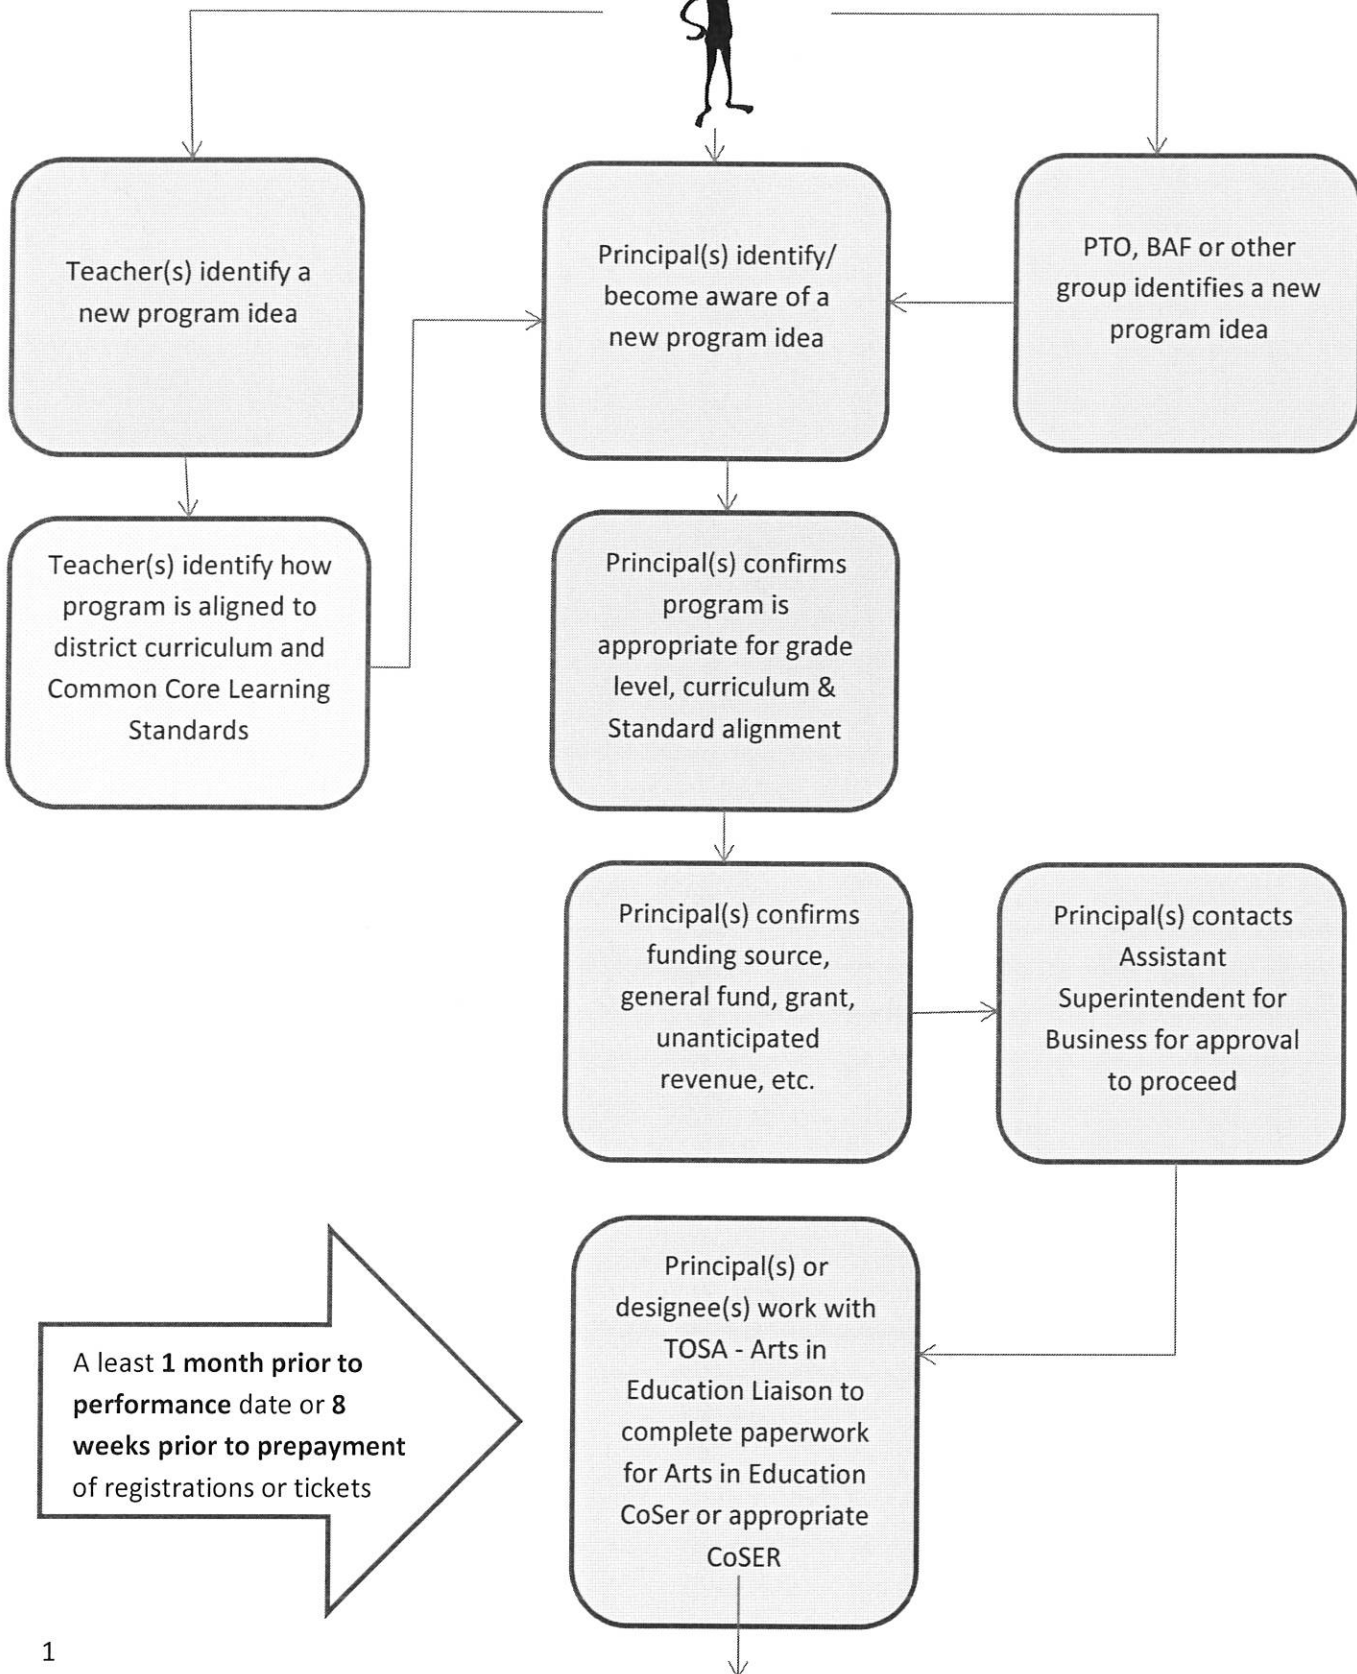 Teacher(s) identify a
new program idea
Principal(s) identify/
become aware of a
new program idea
PTO, BAF or other
group identifies a new
program idea
Teacher(s) identify how
program is aligned to
district curriculum and
Common Core Learning
Standards
Principal(s) confirms
program is
appropriate for grade
level, curriculum &
Standard alignment
Principal(s) confirms
funding source,
general fund, grant,
unanticipated
revenue, etc.
Principal(s) contacts
Assistant
Superintendent for
Business for approval
to proceed
A least 1 month prior to
performance date or 8
weeks prior to prepayment
of registrations or tickets
Principal(s) or
designee(s) work with
TOSA - Arts in
Education Liaison to
complete paperwork
for Arts in Education
CoSer or appropriate
CoSER
1